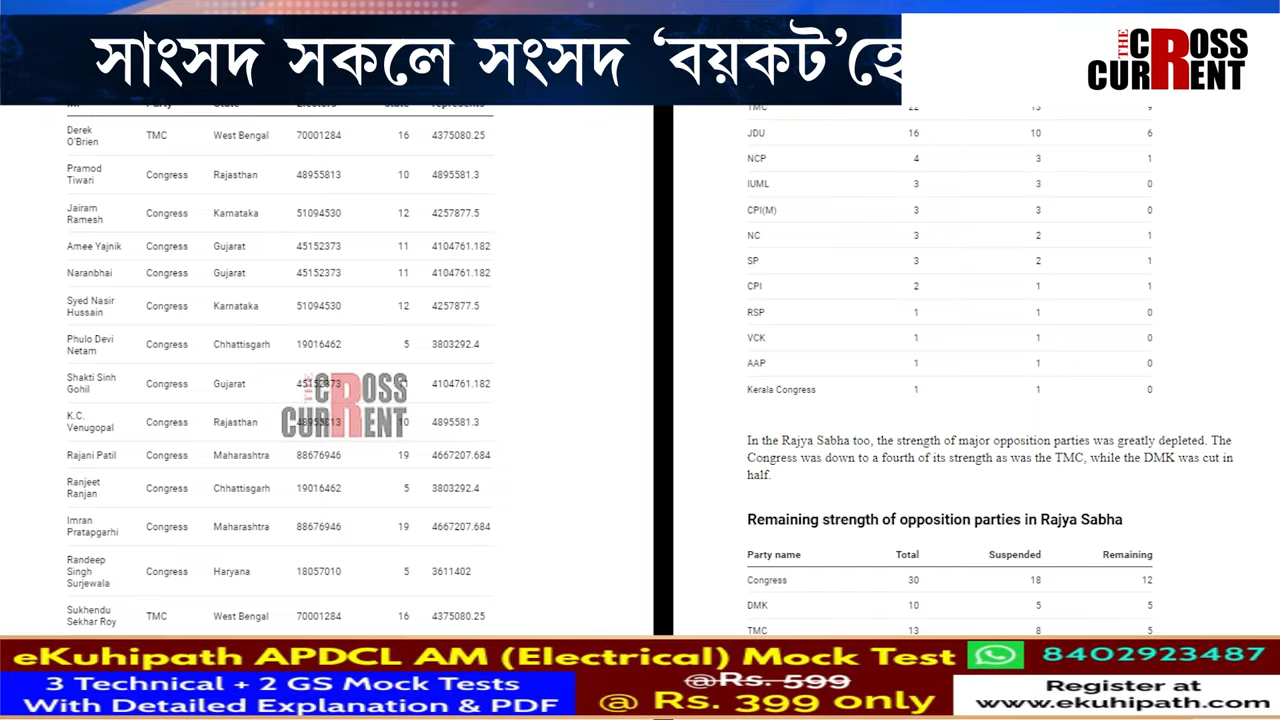 সাংসদ সকলে সংসদ ‘বয়কট’হে
THE CROSS CURRENT
Derek O'Brien TMC West Bengal 70001284 16 4375080.25
Pramod Tiwari Congress Rajasthan 48955813 10 4895581.3
Jairam Ramesh Congress Karnataka 51094530 12 4257877.5
Amee Yajnik Congress Gujarat 45152373 11 4104761.182
Naranbhai Congress Gujarat 45152373 11 4104761.182
Syed Nasir Hussain Congress Karnataka 51094530 12 4257877.5
Phulo Devi Netam Congress Chhattisgarh 19016462 5 3803292.4
Shakti Sinh Gohil Congress Gujarat 45152373 4104761.182
K.C. Venugopal Congress Rajasthan 48955813 10 4895581.3
Rajani Patil Congress Maharashtra 88676946 19 4667207.684
Ranjeet Ranjan Congress Chhattisgarh 19016462 5 3803292.4
Imran Pratapgarhi Congress Maharashtra 88676946 19 4667207.684
Randeep Singh Surjewala Congress Haryana 18057010 5 3611402
Sukhendu Sekhar Roy TMC West Bengal 70001284 16 4375080.25
THE CROSS CURRENT
TMC 22 13 9
JDU 16 10 6
NCP 4 3 1
IUML 3 3 0
CPI(M) 3 3 0
NC 3 2 1
SP 3 2 1
CPI 2 1 1
RSP 1 1 0
VCK 1 1 0
AAP 1 1 0
Kerala Congress 1 1 0
In the Rajya Sabha too, the strength of major opposition parties was greatly depleted. The
Congress was down to a fourth of its strength as was the TMC, while the DMK was cut in
half.
Remaining strength of opposition parties in Rajya Sabha
Party name Total Suspended Remaining
Congress 30 18 12
DMK 10 5 5
TMC 13 8 5
eKuhipath APDCL AM (Electrical) Mock Test 8402923487
3 Technical + 2 GS Mock Tests
With Detailed Explanation & PDF
@Rs. 599
@ Rs. 399 only
Register at
www.ekuhipath.com